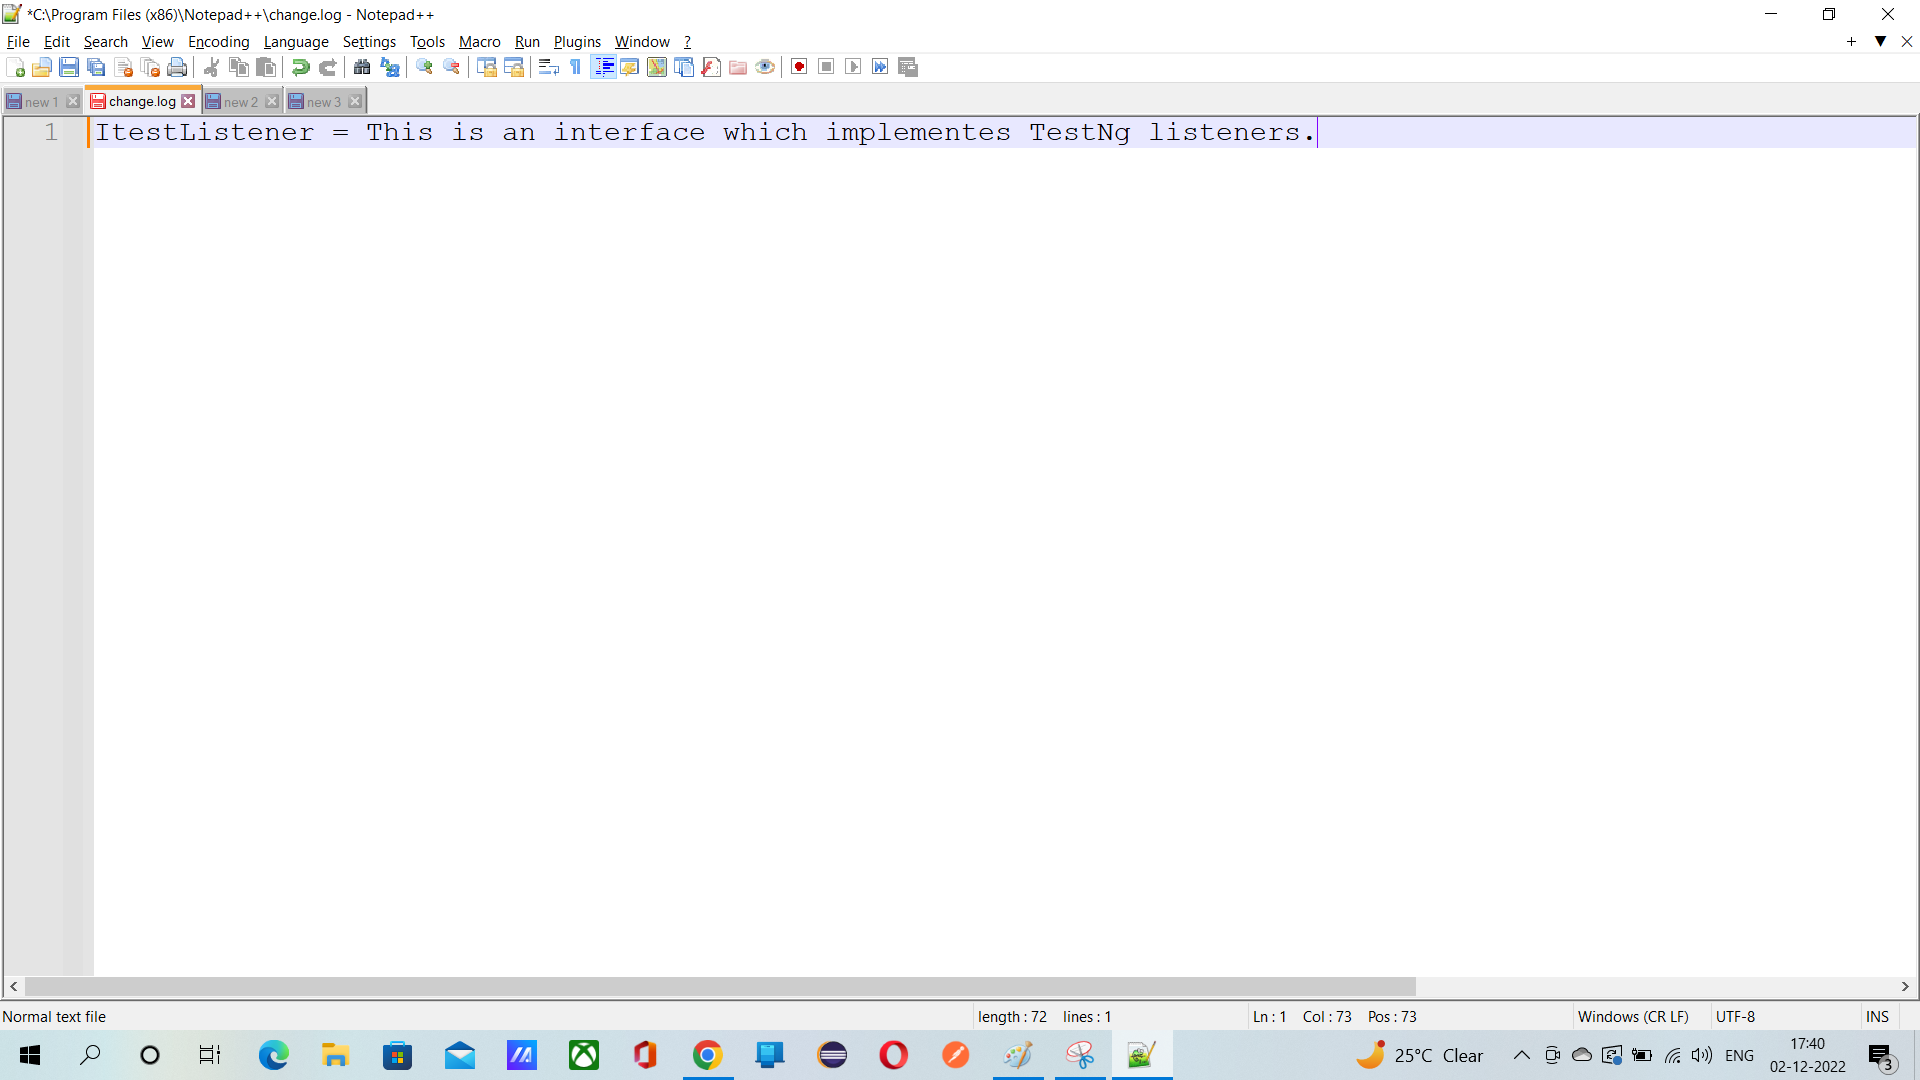 *C:\Program Files (x86)\Notepad++\change.log - Notepad++
File Edit Search View Encoding Language Settings Tools Macro Run Plugins Window ?
new 1 change.log new 2 new 3
1 ItestListener = This is an interface which implementes TestNg listeners.
Normal text file length : 72 lines : 1 Ln : 1 Col : 73 Pos : 73 Windows (CR LF) UTF-8 INS
25°C Clear ENG 17:40
02-12-2022 3